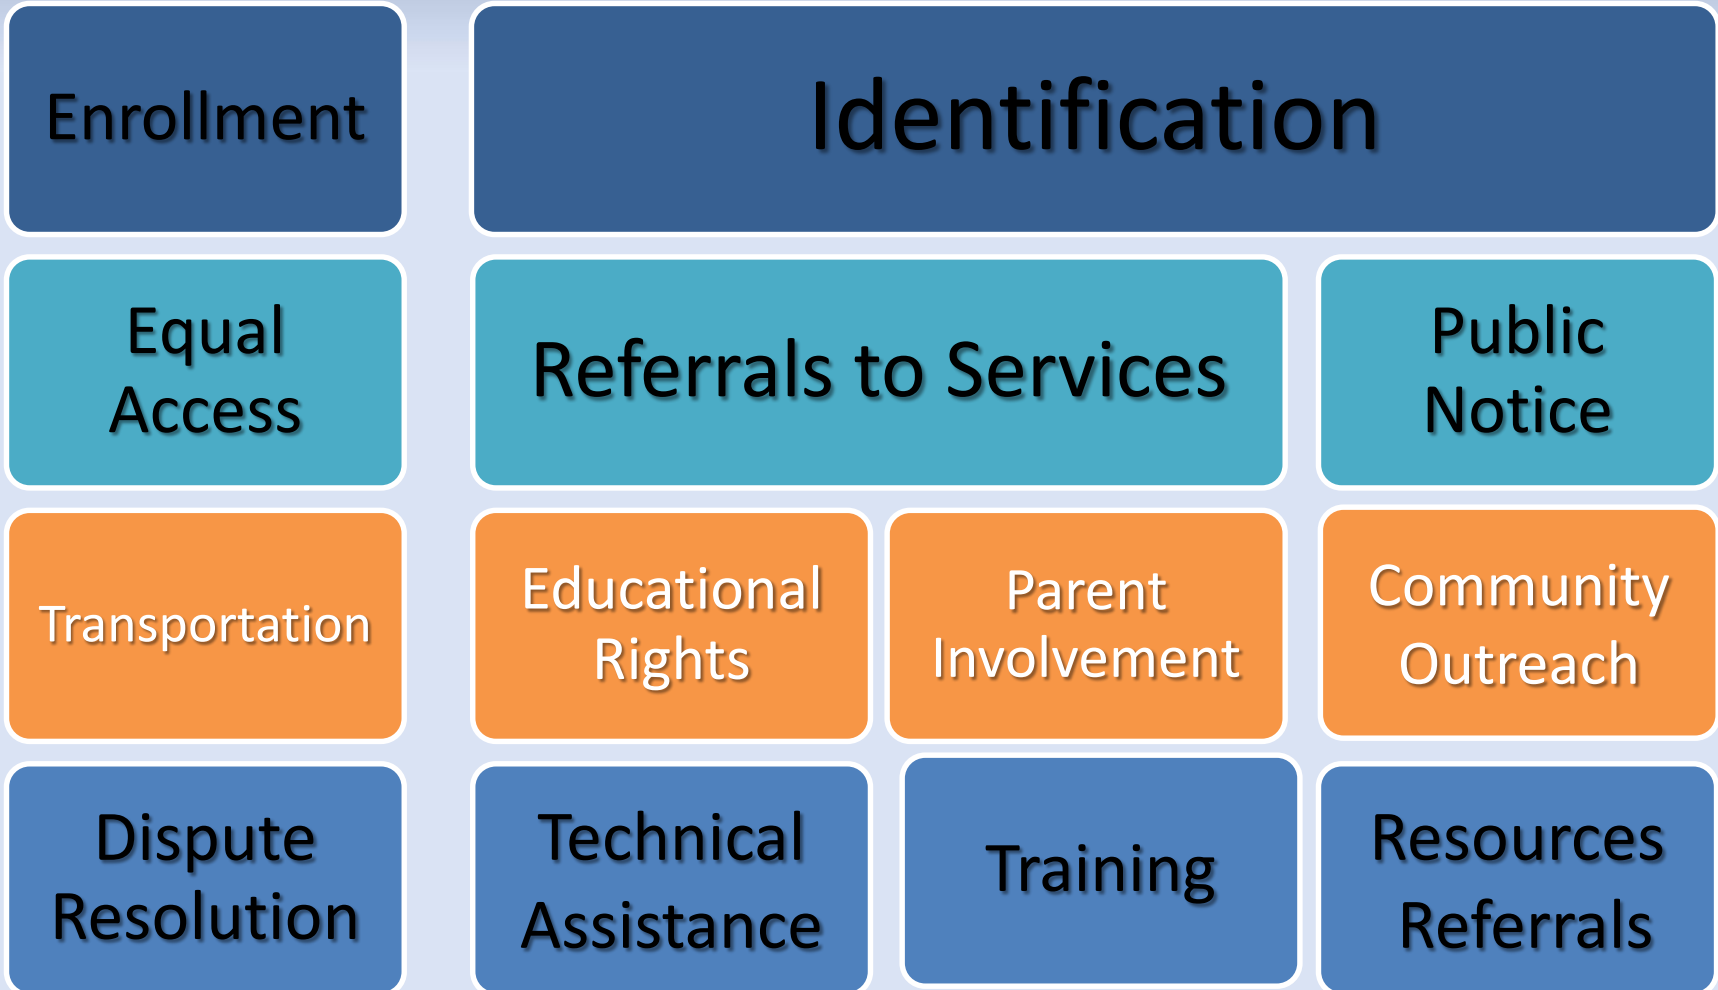 Enrollment
Identification
Equal
Access
Referrals to Services
Public
Notice
Transportation
Educational
Rights
Parent
Involvement
Community
Outreach
Dispute
Resolution
Technical
Assistance
Training
Resources
Referrals